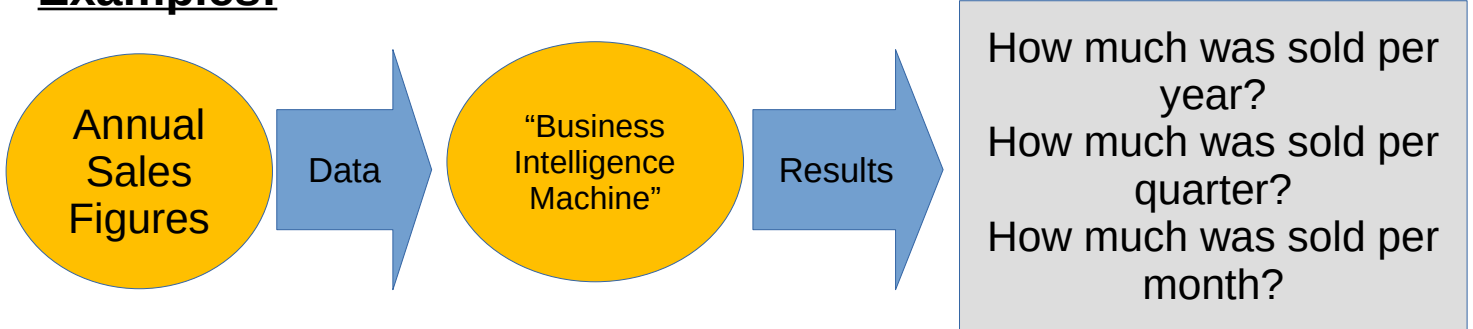 Examples:
Annual
Sales
Figures
Data
“Business
Intelligence
Machine”
Results
How much was sold per
year?
How much was sold per
quarter?
How much was sold per
month?